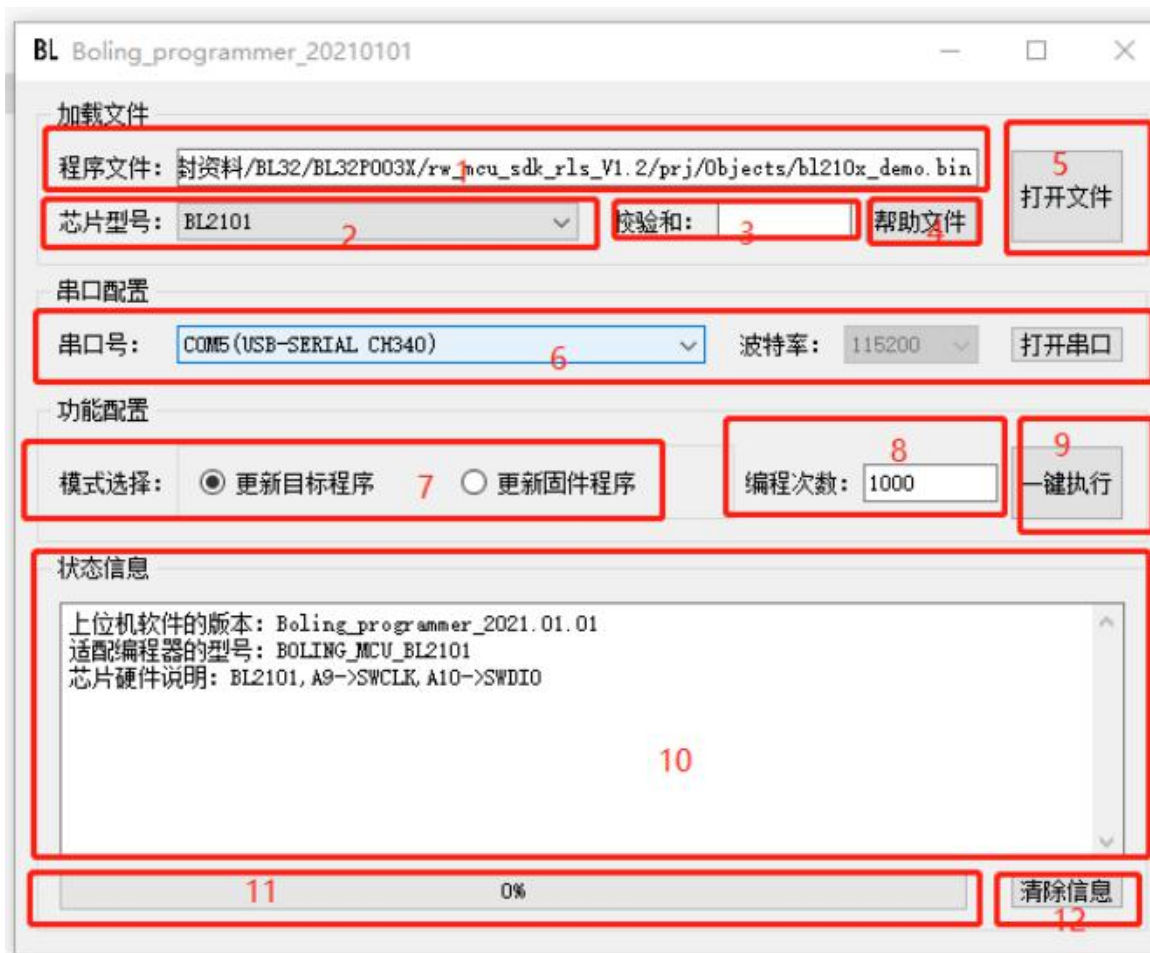 BL Boling_programmer_20210101
加载文件
程序文件: 封资料/BL32/BL32P003X/rw_mcu_sdk_rls_V1.2/prj/Objects/bl210x_demo.bin
1
5
打开文件
芯片型号: BL2101
2
校验和:
3
帮助文件
4
串口配置
串口号: COM5(USB-SERIAL CH340) 波特率: 115200 打开串口
6
功能配置
模式选择: 更新目标程序 7 更新固件程序
8
编程次数: 1000
9
一键执行
状态信息
上位机软件的版本: Boling_programmer_2021.01.01
适配编程器的型号: BOLING_MCU_BL2101
芯片硬件说明: BL2101,A9->SWCLK,A10->SWDIO
10
11
0%
清除信息
12